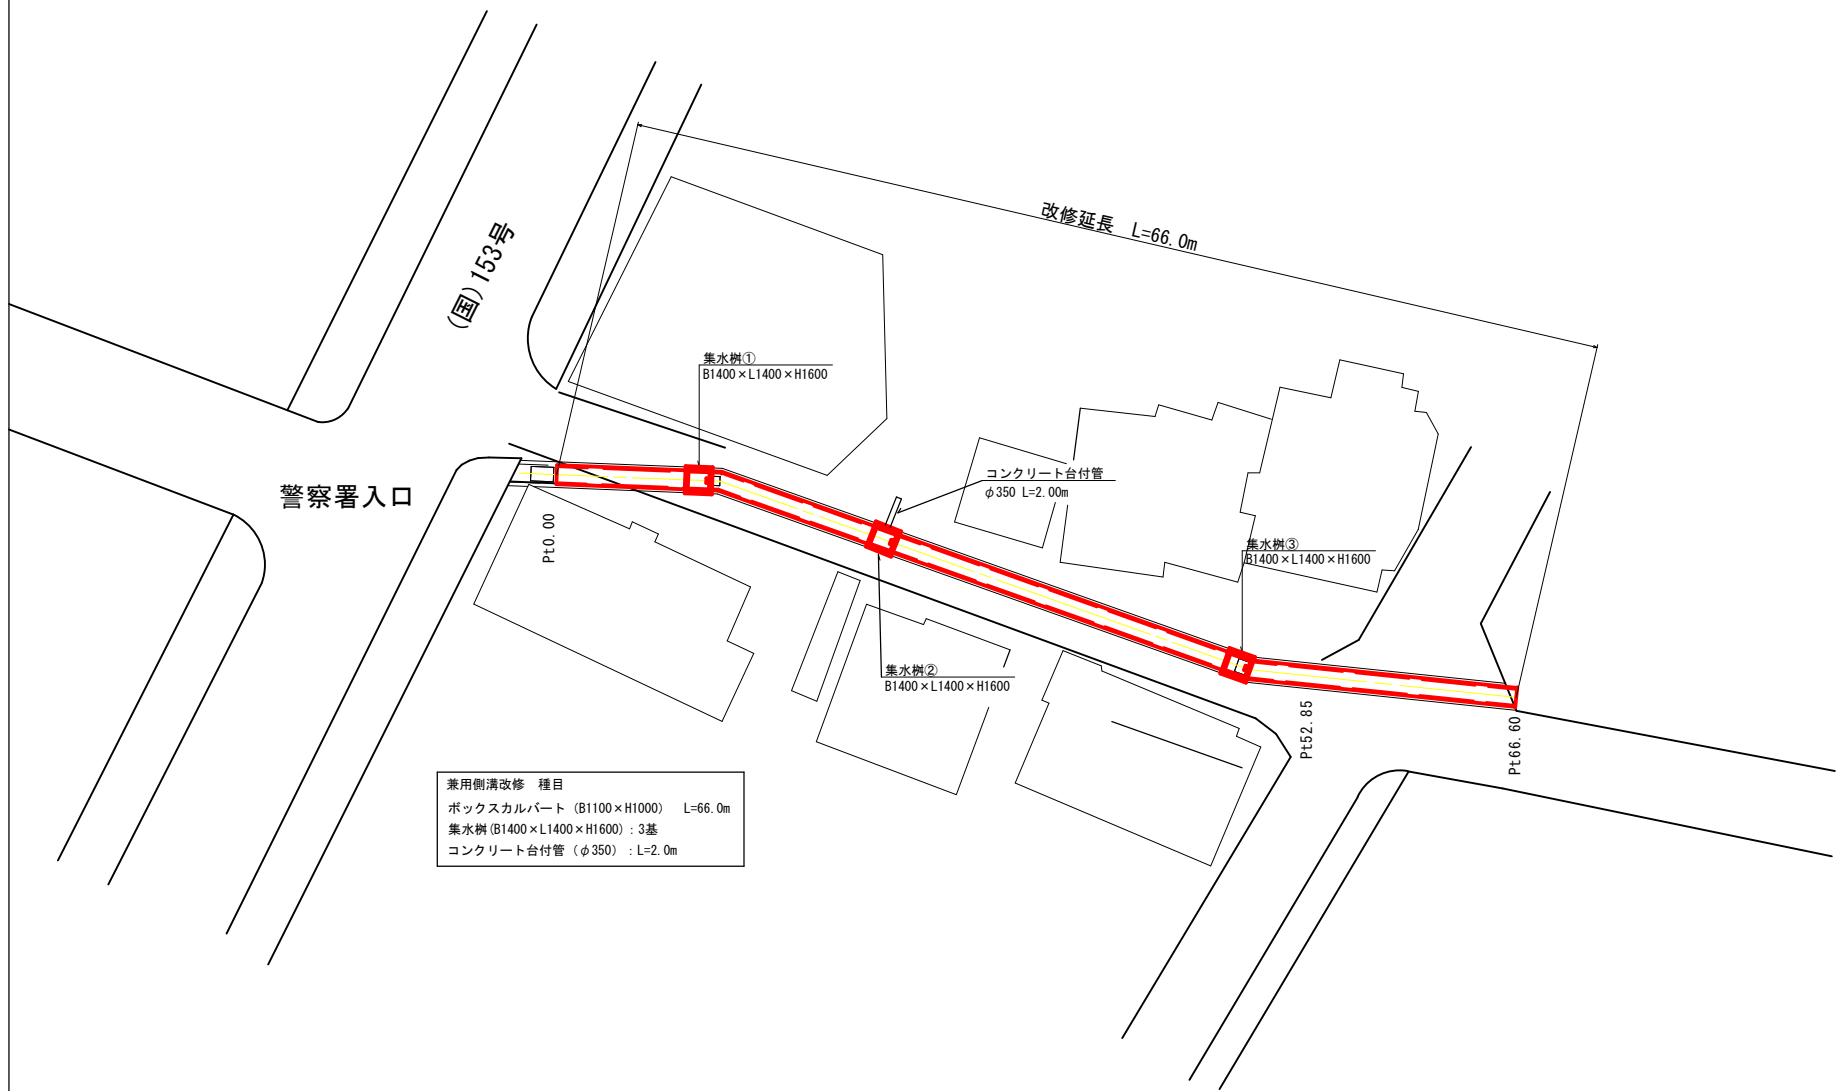 改修延長 L=66.0m
(国)153号
集水桝①
B1400×L1400×H1600
コンクリート台付管
φ350 L=2.00m
警察署入口
Pt0.00
集水桝③
B1400×L1400×H1600
集水桝②
B1400×L1400×H1600
Pt52.85
Pt66.60
兼用側溝改修 種目
ボックスカルバート (B1100×H1000) L=66.0m
集水桝(B1400×L1400×H1600) : 3基
コンクリート台付管 (φ350) : L=2.0m